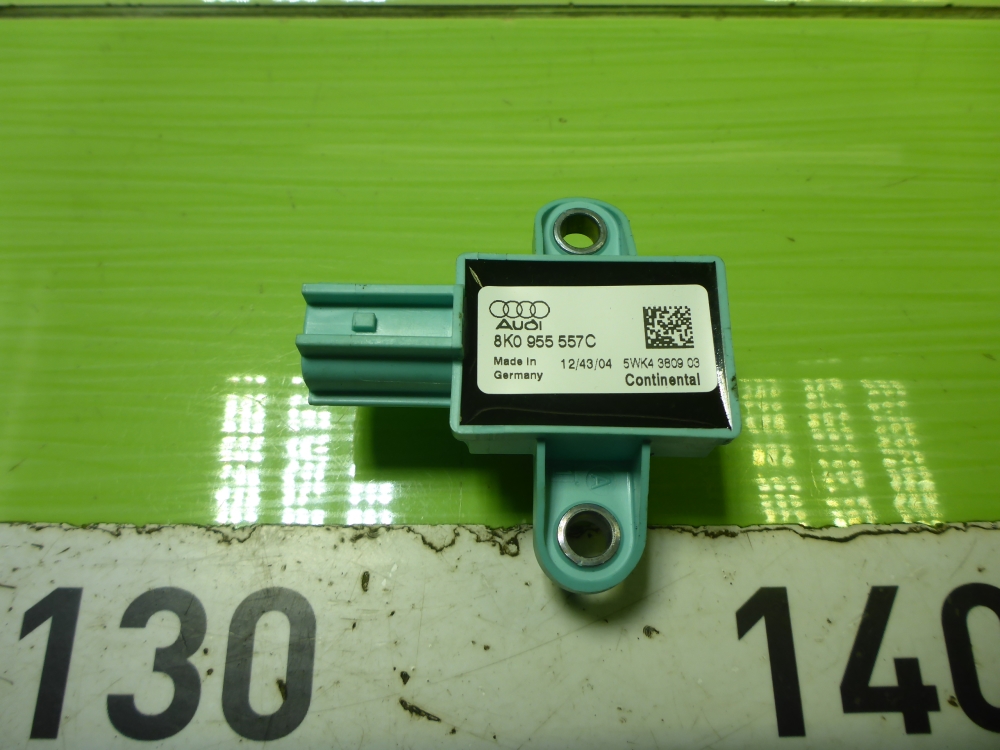 Audi
8K0 955 557C
Made in Germany
12/43/04
5WK4 3809 03
Continental
130
140